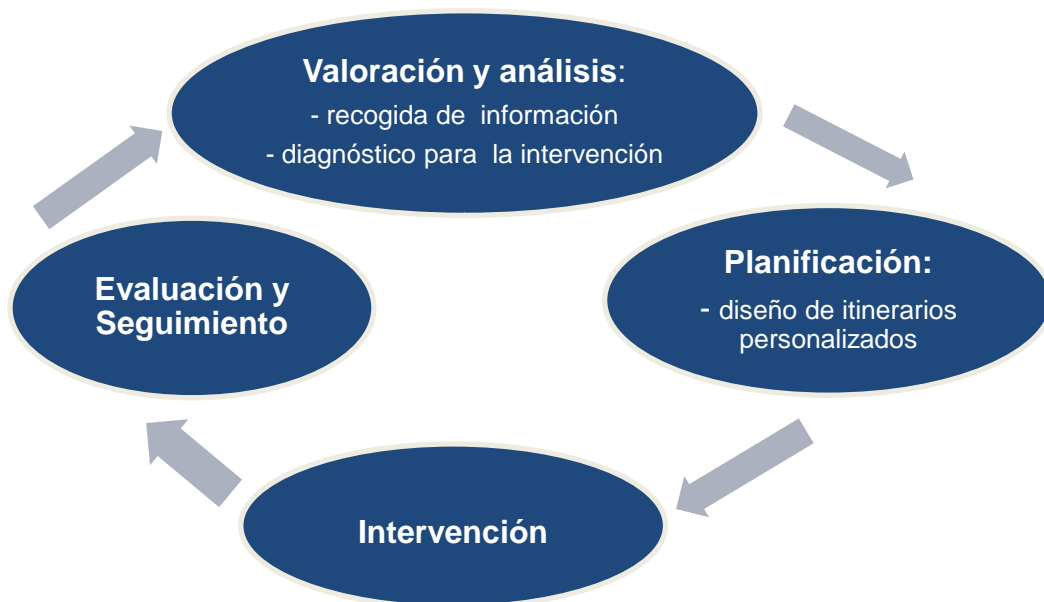 Valoración y análisis:
- recogida de  información
- diagnóstico para  la intervención
Planificación:
- diseño de itinerarios
personalizados
Intervención
Evaluación y
Seguimiento